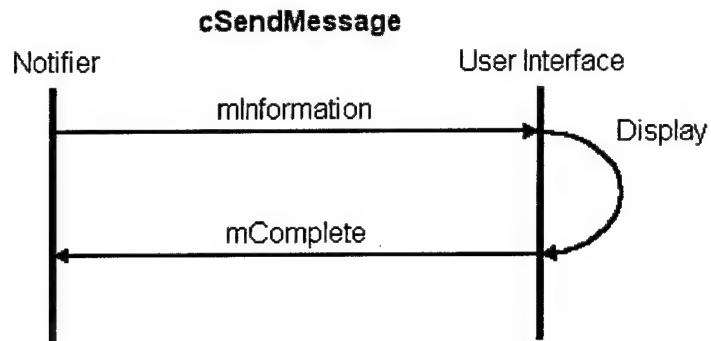 cSendMessage
Notifier
User Interface
mInformation
Display
mComplete